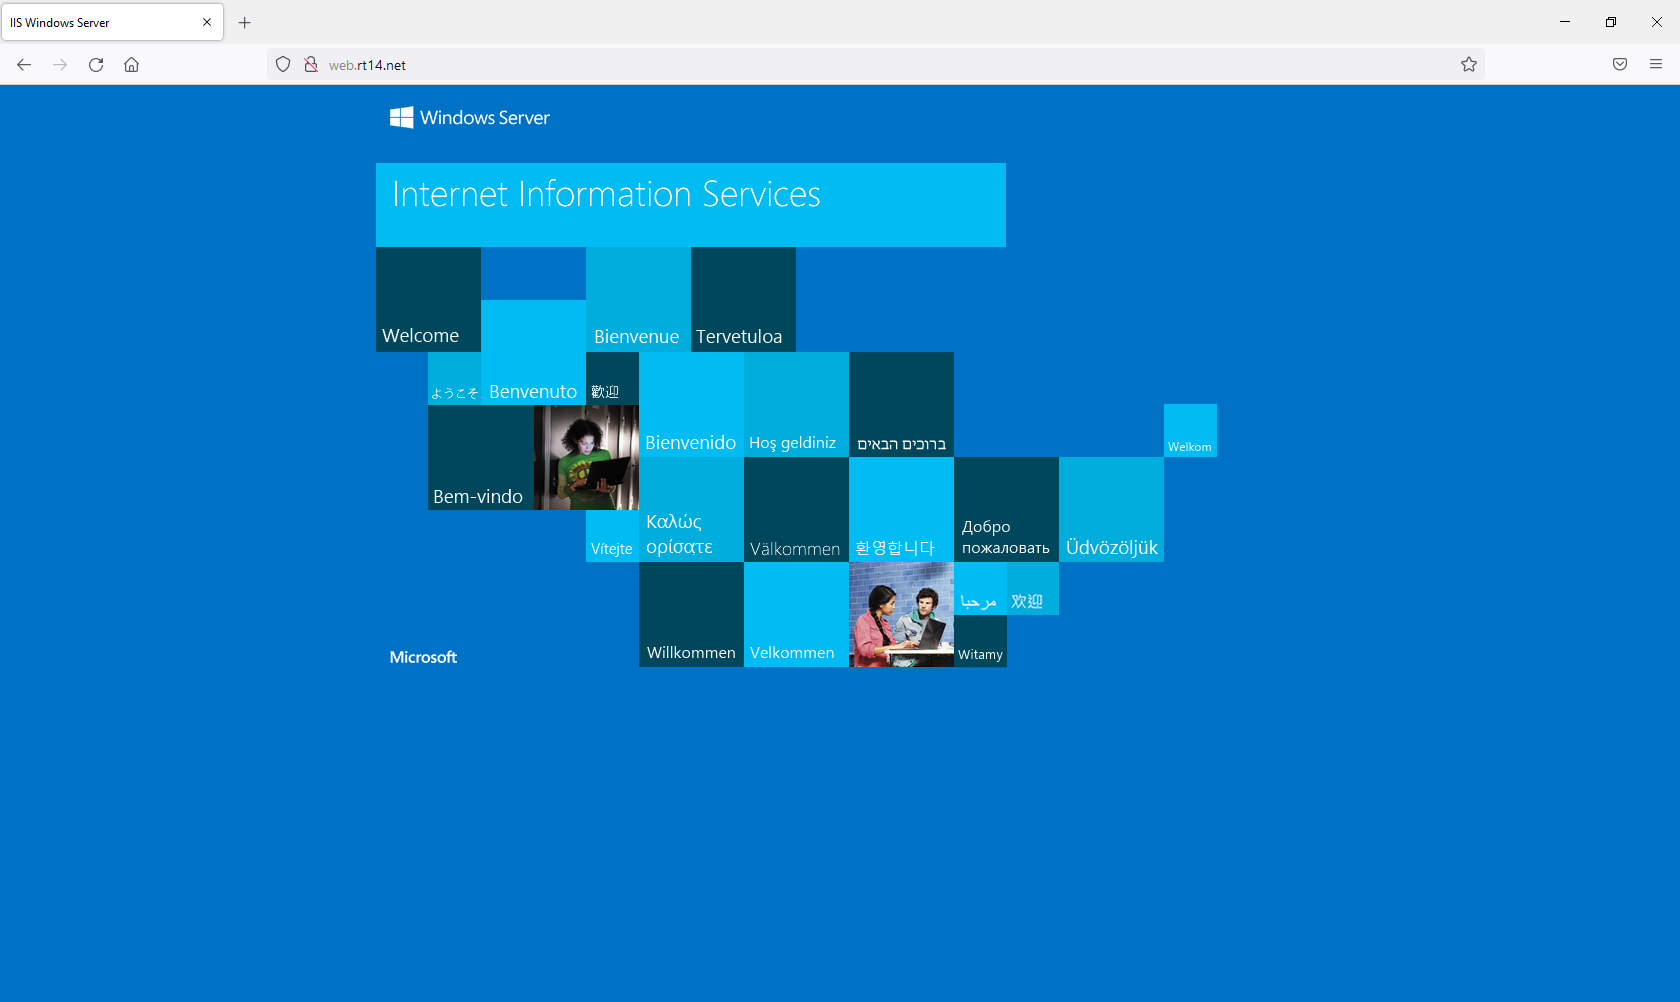 IIS Windows Server
web.rt14.net
Windows Server
Internet Information Services
Welcome
Bienvenue
Tervetuloa
ようこそ
Benvenuto
歡迎
Bienvenido
Hoş geldiniz
ברוכים הבאים
Welkom
Bem-vindo
Vítejte
Καλώς
ορίσατε
Välkommen
환영합니다
Добро
пожаловать
Üdvözöljük
Willkommen
Velkommen
مرحبا
欢迎
Witamy
Microsoft